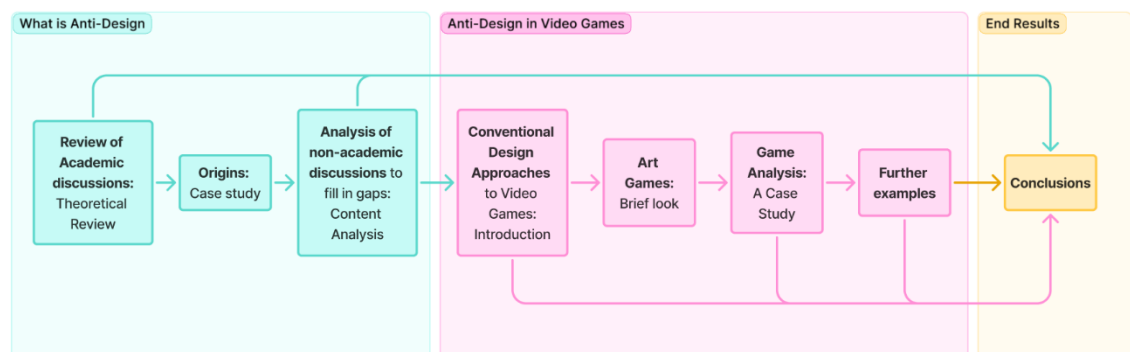 What is Anti-Design
Anti-Design in Video Games
End Results
Review of
Academic
discussions:
Theoretical
Review
Origins:
Case study
Analysis of
non-academic
discussions to
fill in gaps:
Content
Analysis
Conventional
Design
Approaches
to Video
Games:
Introduction
Art
Games:
Brief look
Game
Analysis:
A Case
Study
Further
examples
Conclusions